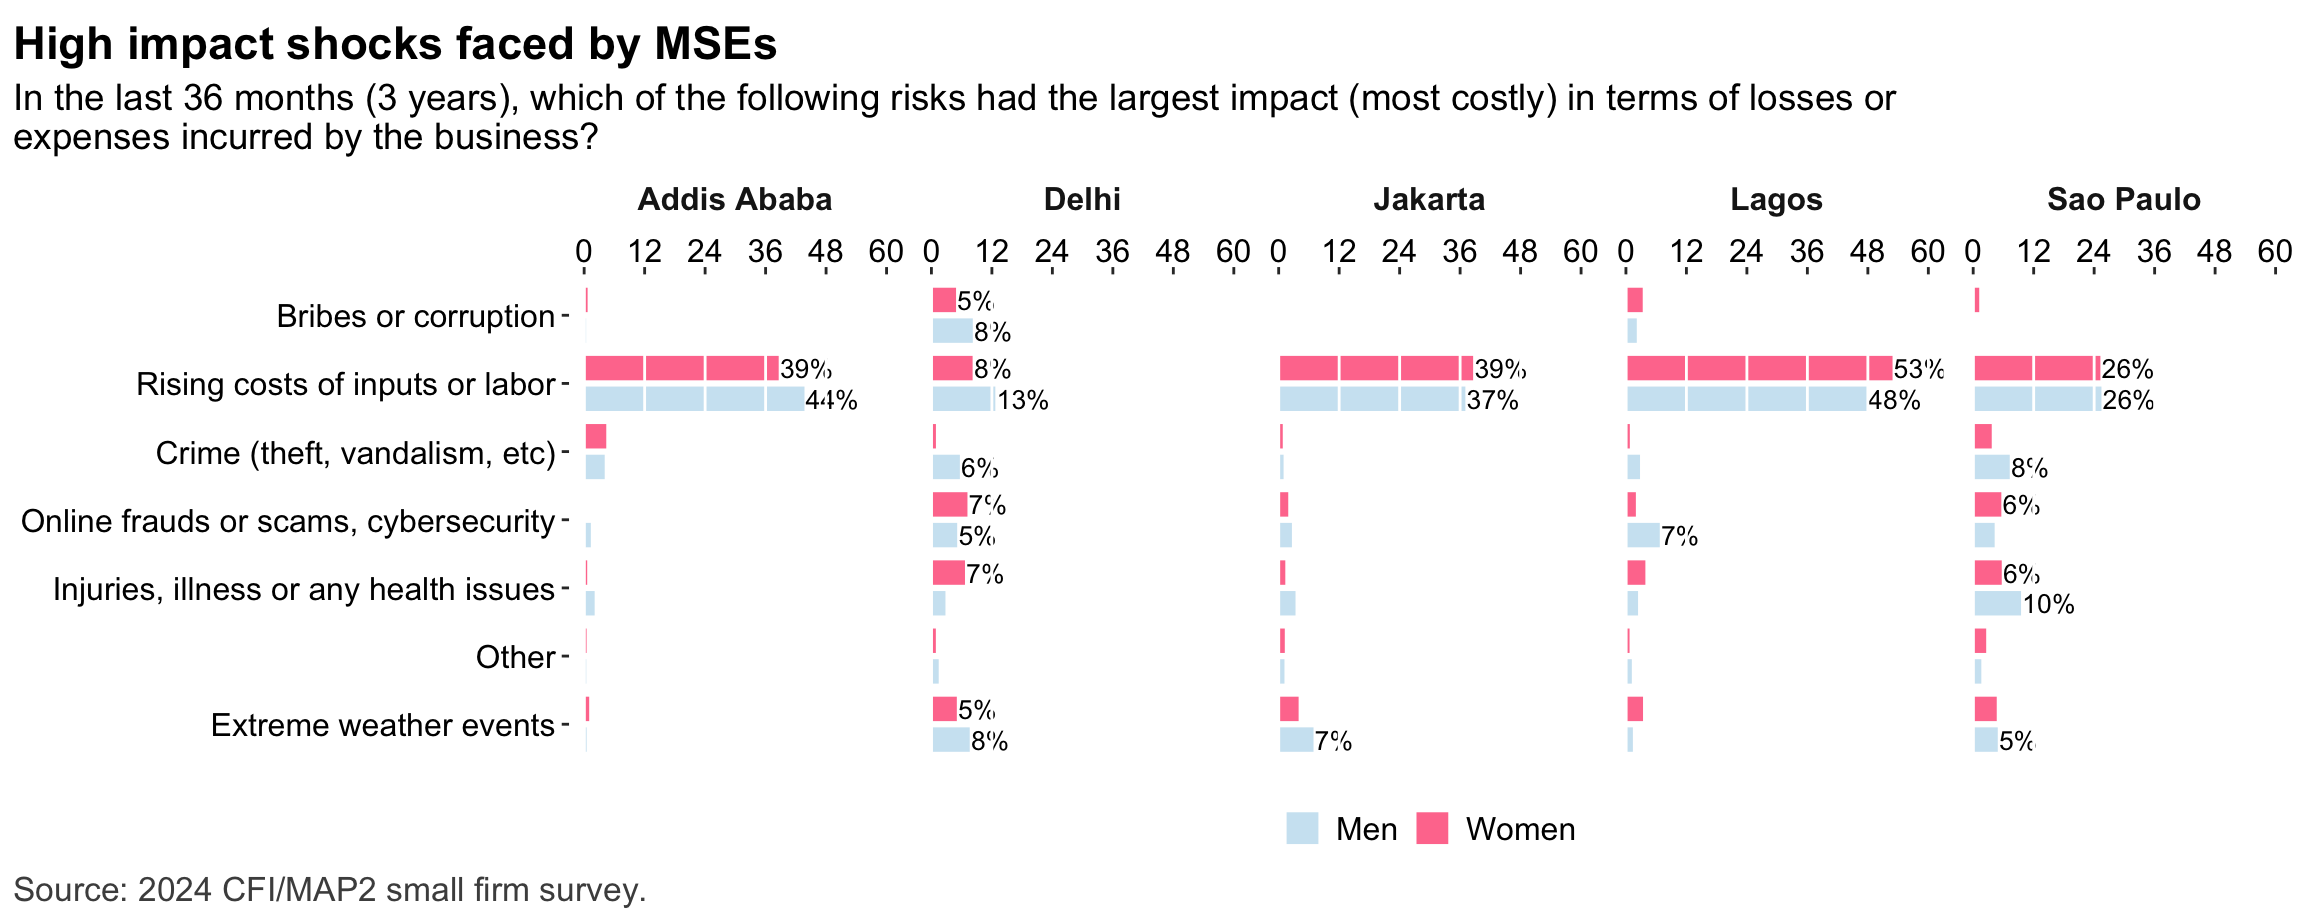 High impact shocks faced by MSEs
In the last 36 months (3 years), which of the following risks had the largest impact (most costly) in terms of losses or
expenses incurred by the business?
Addis Ababa Delhi Jakarta Lagos Sao Paulo
0 12 24 36 48 60 0 12 24 36 48 60 0 12 24 36 48 60 0 12 24 36 48 60 0 12 24 36 48 60
5%
Bribes or corruption
8%
39% 8% 39% 53% 26%
Rising costs of inputs or labor
44% 13% 37% 48% 26%
Crime (theft, vandalism, etc)
6% 8%
7% 6%
Online frauds or scams, cybersecurity
5% 7%
7% 6%
Injuries, illness or any health issues
10%
Other
5%
Extreme weather events
8% 7% 5%
Men Women
Source: 2024 CFI/MAP2 small firm survey.